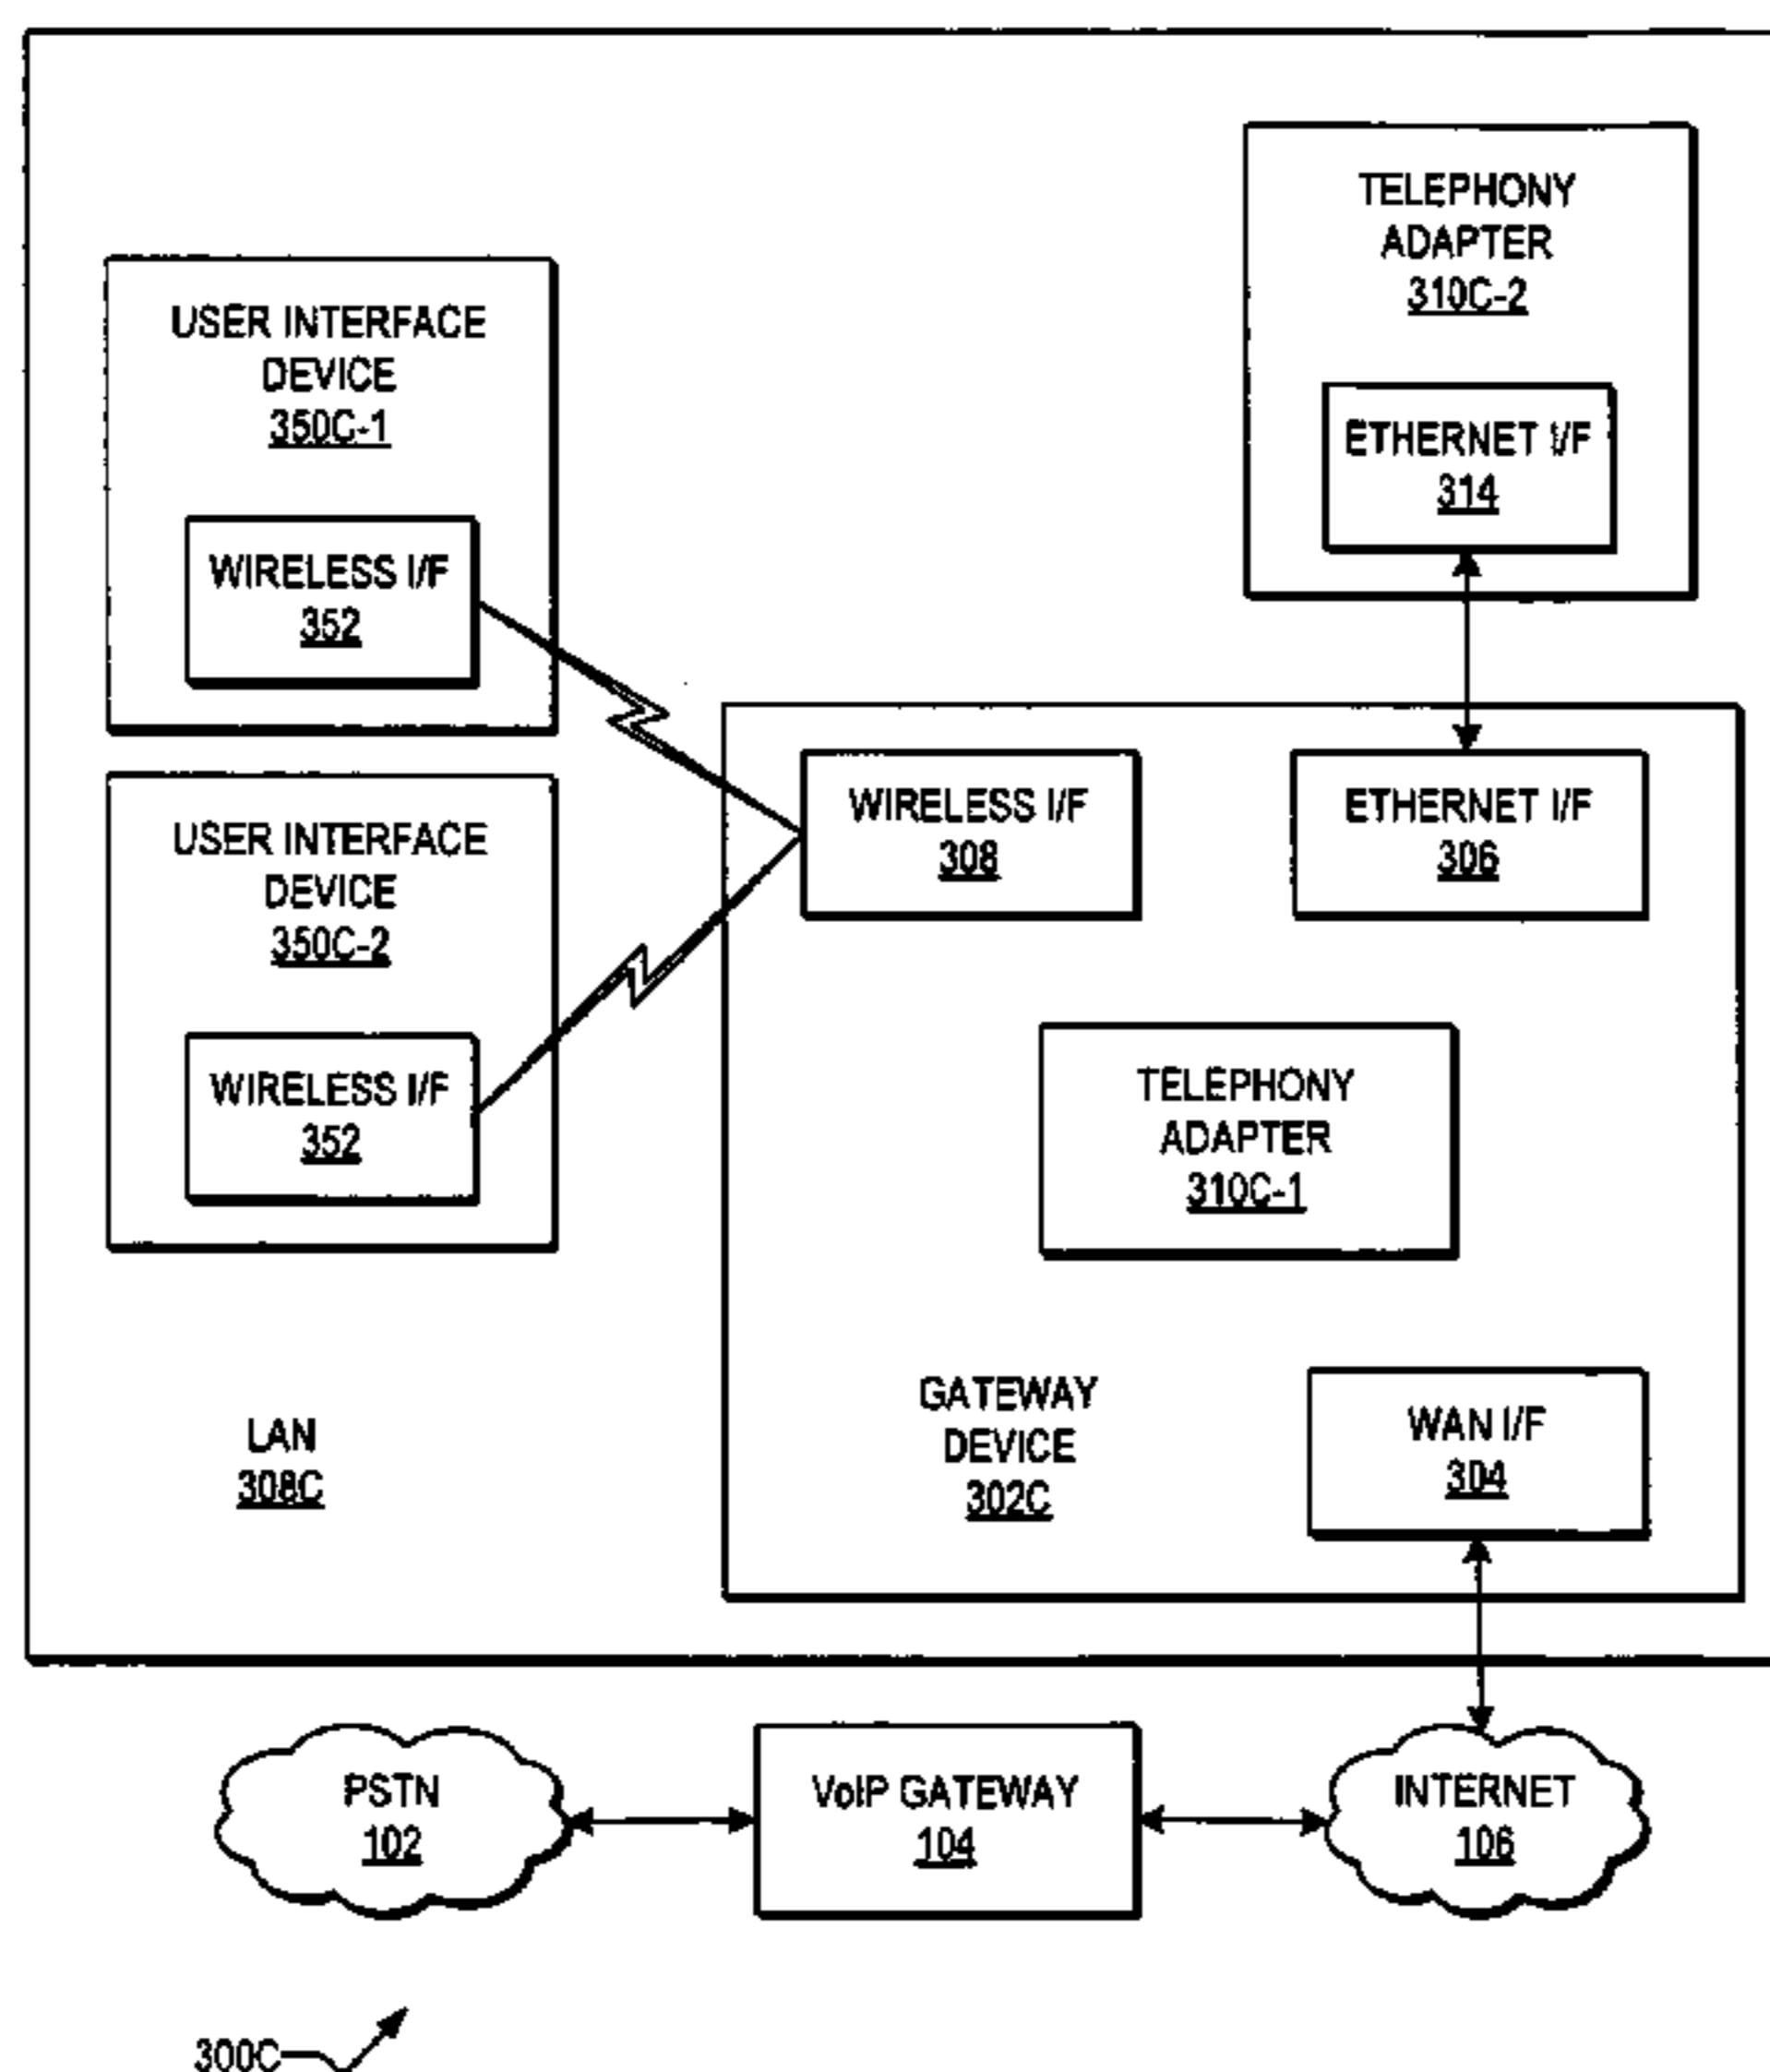 TELEPHONY
ADAPTER
310C-2
ETHERNET I/F
314
USER INTERFACE
DEVICE
350C-1
WIRELESS I/F
352
USER INTERFACE
DEVICE
350C-2
WIRELESS I/F
352
WIRELESS I/F
308
ETHERNET I/F
306
TELEPHONY
ADAPTER
310C-1
GATEWAY
DEVICE
302C
WAN I/F
304
LAN
308C
PSTN
102
VoIP GATEWAY
104
INTERNET
106
300C